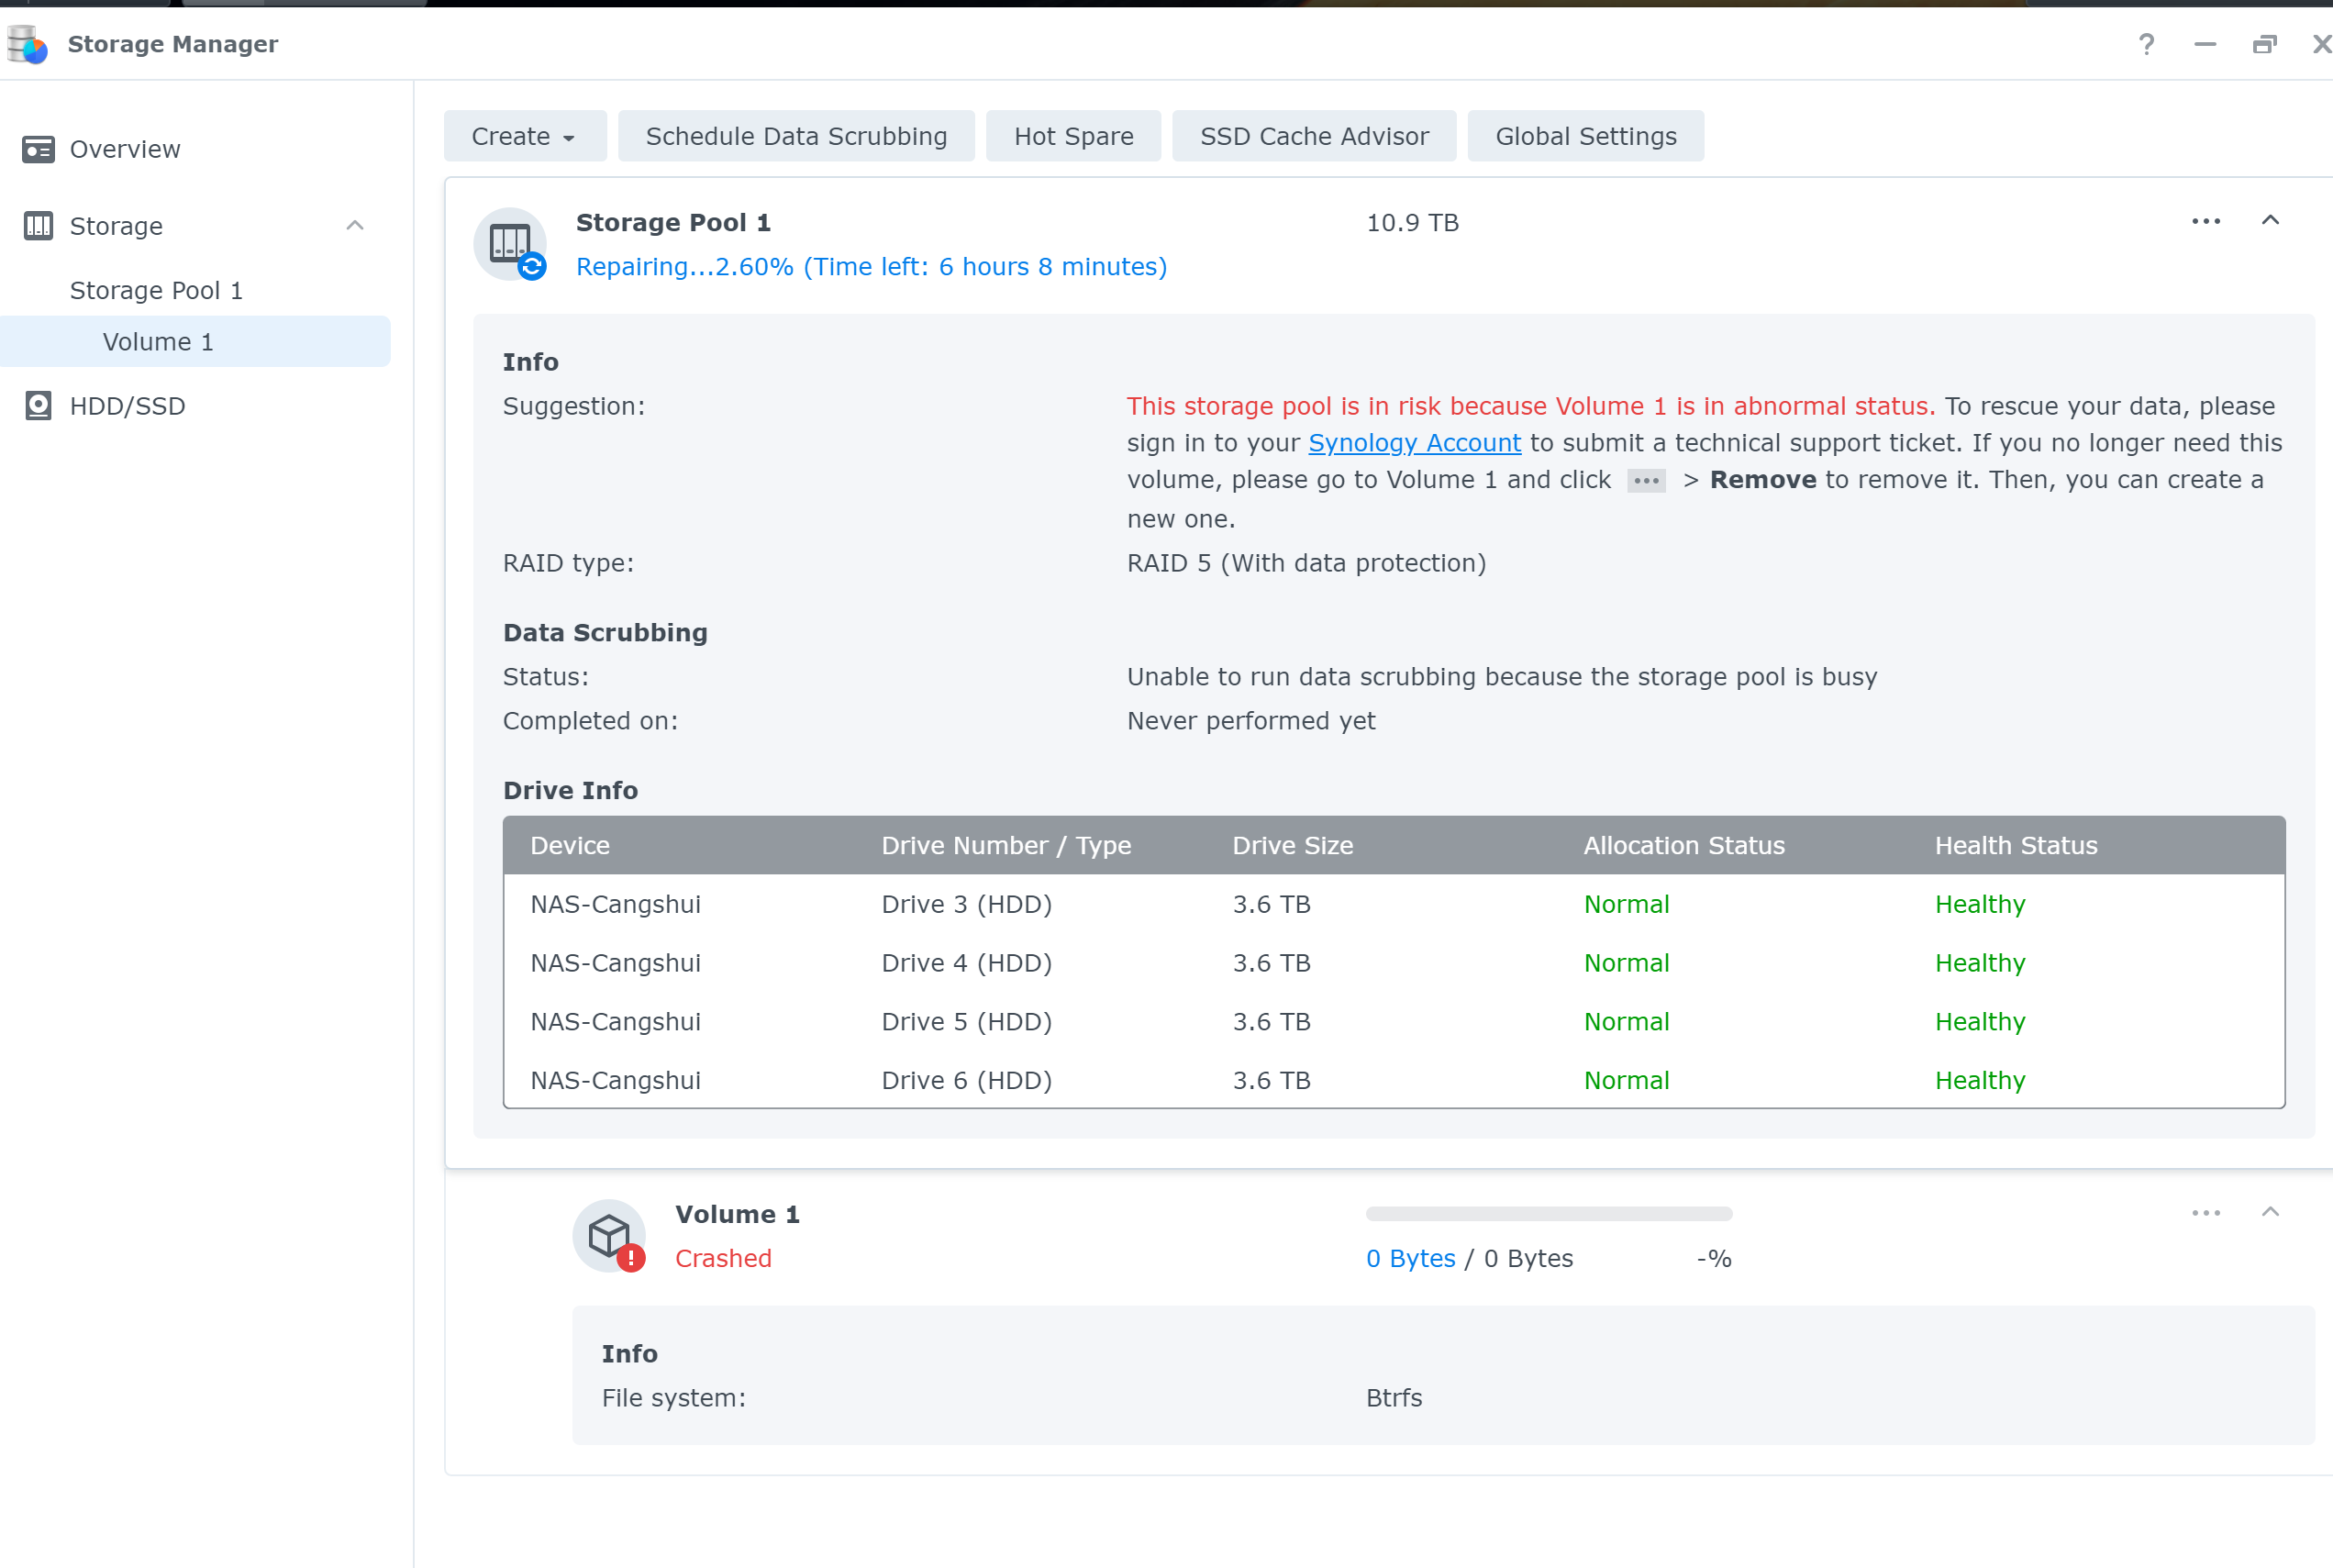 Storage Manager
Overview
Storage
Storage Pool 1
Volume 1
HDD/SSD
Create
Schedule Data Scrubbing
Hot Spare
SSD Cache Advisor
Global Settings
Storage Pool 1
10.9 TB
Repairing...2.60% (Time left: 6 hours 8 minutes)
Info
Suggestion:
This storage pool is in risk because Volume 1 is in abnormal status. To rescue your data, please
sign in to your Synology Account to submit a technical support ticket. If you no longer need this
volume, please go to Volume 1 and click ••• > Remove to remove it. Then, you can create a
new one.
RAID type:
RAID 5 (With data protection)
Data Scrubbing
Status:
Unable to run data scrubbing because the storage pool is busy
Completed on:
Never performed yet
Drive Info
Device Drive Number / Type Drive Size Allocation Status Health Status
NAS-Cangshui Drive 3 (HDD) 3.6 TB Normal Healthy
NAS-Cangshui Drive 4 (HDD) 3.6 TB Normal Healthy
NAS-Cangshui Drive 5 (HDD) 3.6 TB Normal Healthy
NAS-Cangshui Drive 6 (HDD) 3.6 TB Normal Healthy
Volume 1
Crashed
0 Bytes / 0 Bytes
-%
Info
File system:
Btrfs